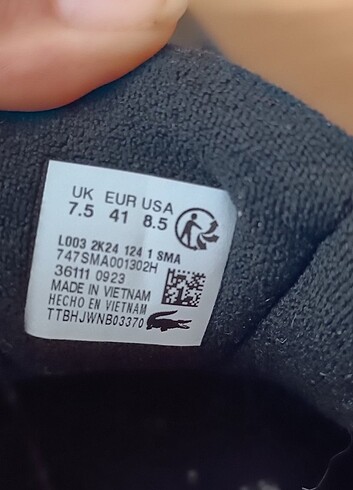 UK EUR USA
7.5 41 8.5
L003 2K24 124 1 SMA
747SMA001302H
36111 0923
MADE IN VIETNAM
HECHO EN VIETNAM
TTBHJWNB03370